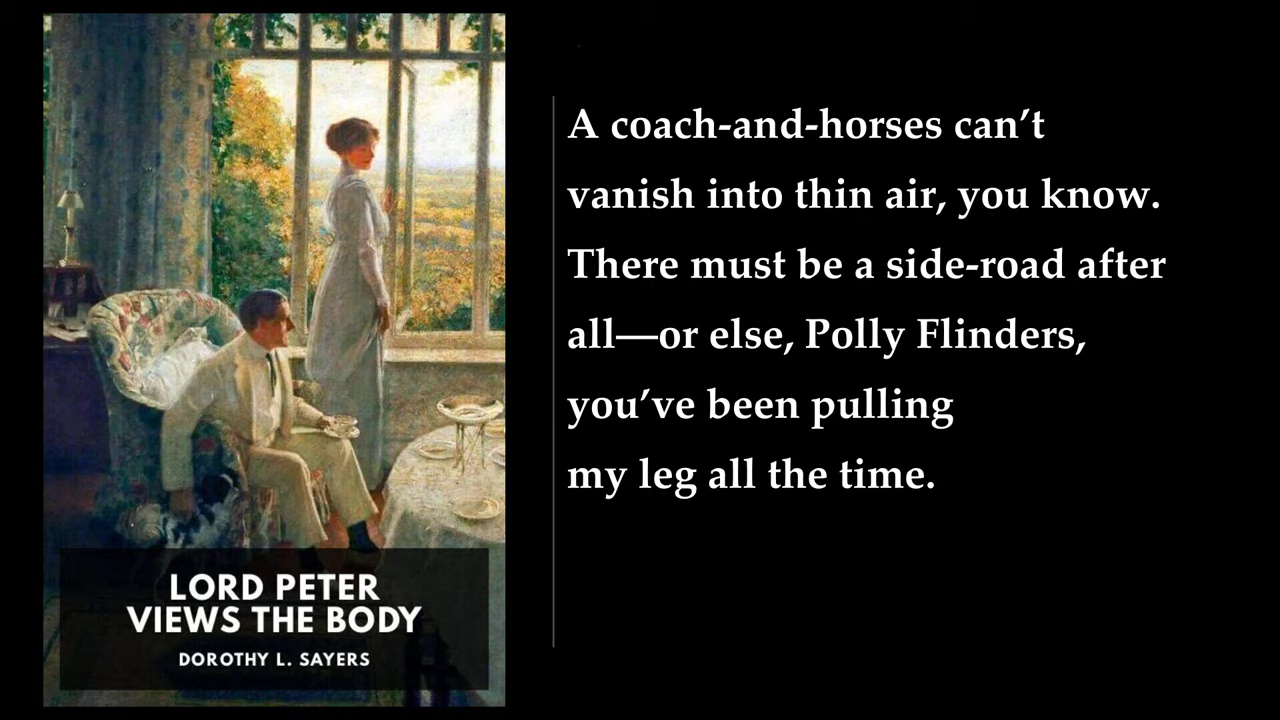 A coach-and-horses can’t
vanish into thin air, you know.
There must be a side-road after
all—or else, Polly Flinders,
you’ve been pulling
my leg all the time.
LORD PETER
VIEWS THE BODY
DOROTHY L. SAYERS